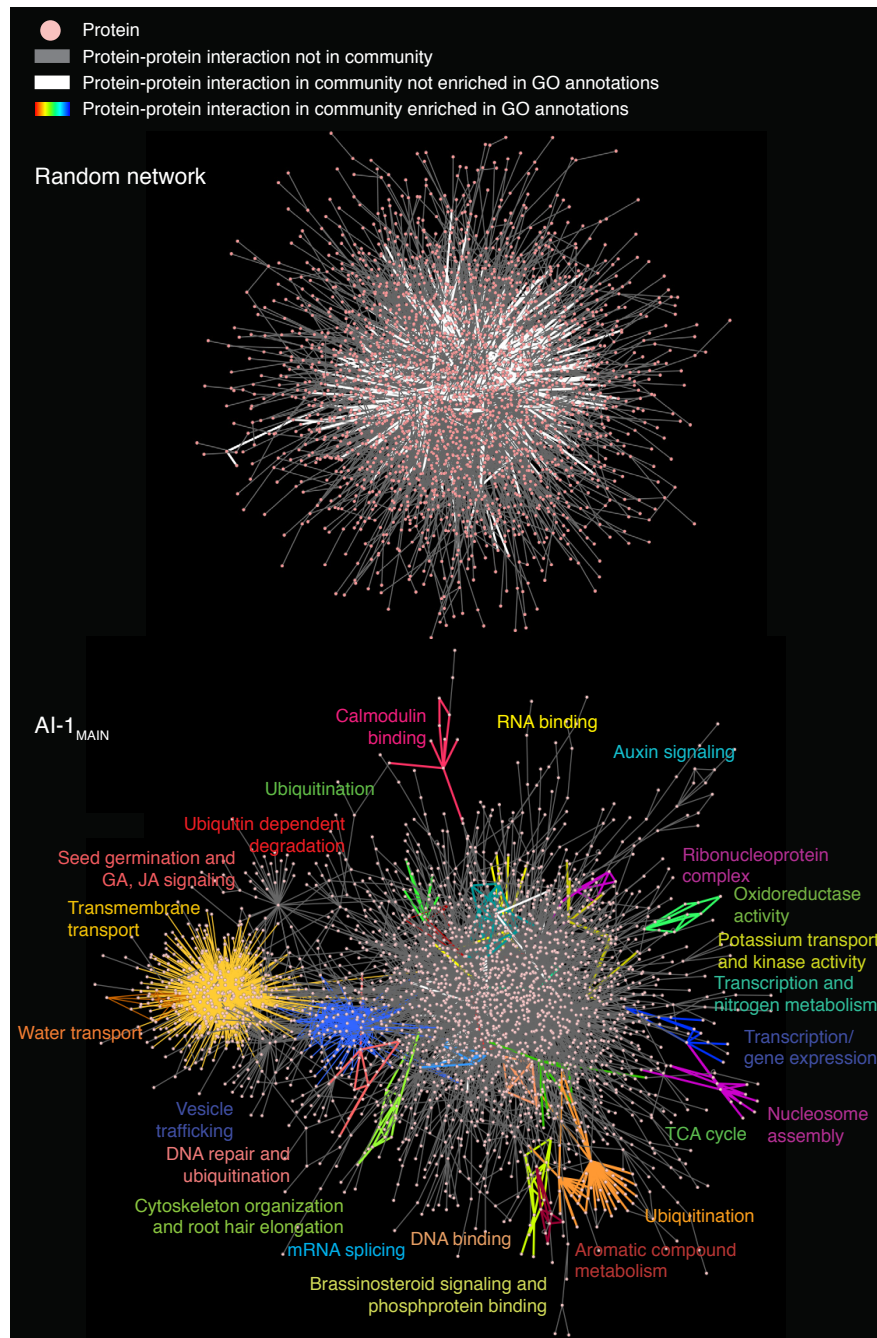 Protein
Protein-protein interaction not in community
Protein-protein interaction in community not enriched in GO annotations
Protein-protein interaction in community enriched in GO annotations
Random network
AI-1MAIN
Calmodulin
binding
RNA binding
Auxin signaling
Ubiquitination
Ubiquitin dependent
degradation
Seed germination and
GA, JA signaling
Transmembrane
transport
Ribonucleoprotein
complex
Oxidoreductase
activity
Potassium transport
and kinase activity
Transcription and
nitrogen metabolism
Water transport
Transcription/
gene expression
Vesicle
trafficking
Nucleosome
assembly
TCA cycle
DNA repair and
ubiquitination
Cytoskeleton organization
and root hair elongation
Ubiquitination
mRNA splicing
DNA binding
Aromatic compound
metabolism
Brassinosteroid signaling and
phosphprotein binding